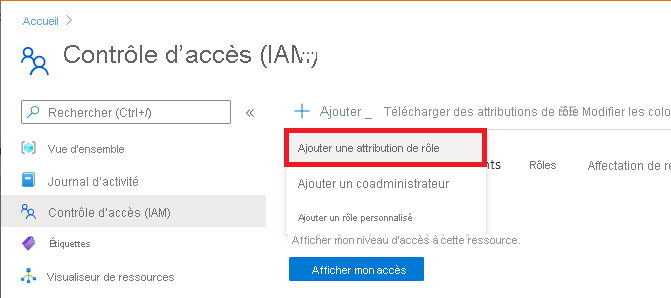 Accueil
Contrôle d'accès (IAM)
Rechercher (Ctrl+/)
«
Ajouter
Télécharger des attributions de rôle
Modifier les colo
Vue d'ensemble
Ajouter une attribution de rôle
nts
Rôles
Affectation de re
Journal d'activité
Ajouter un coadministrateur
Contrôle d'accès (IAM)
Ajouter un rôle personnalisé
Étiquettes
Afficher mon niveau d'accès à cette ressource.
Visualiseur de ressources
Afficher mon accès